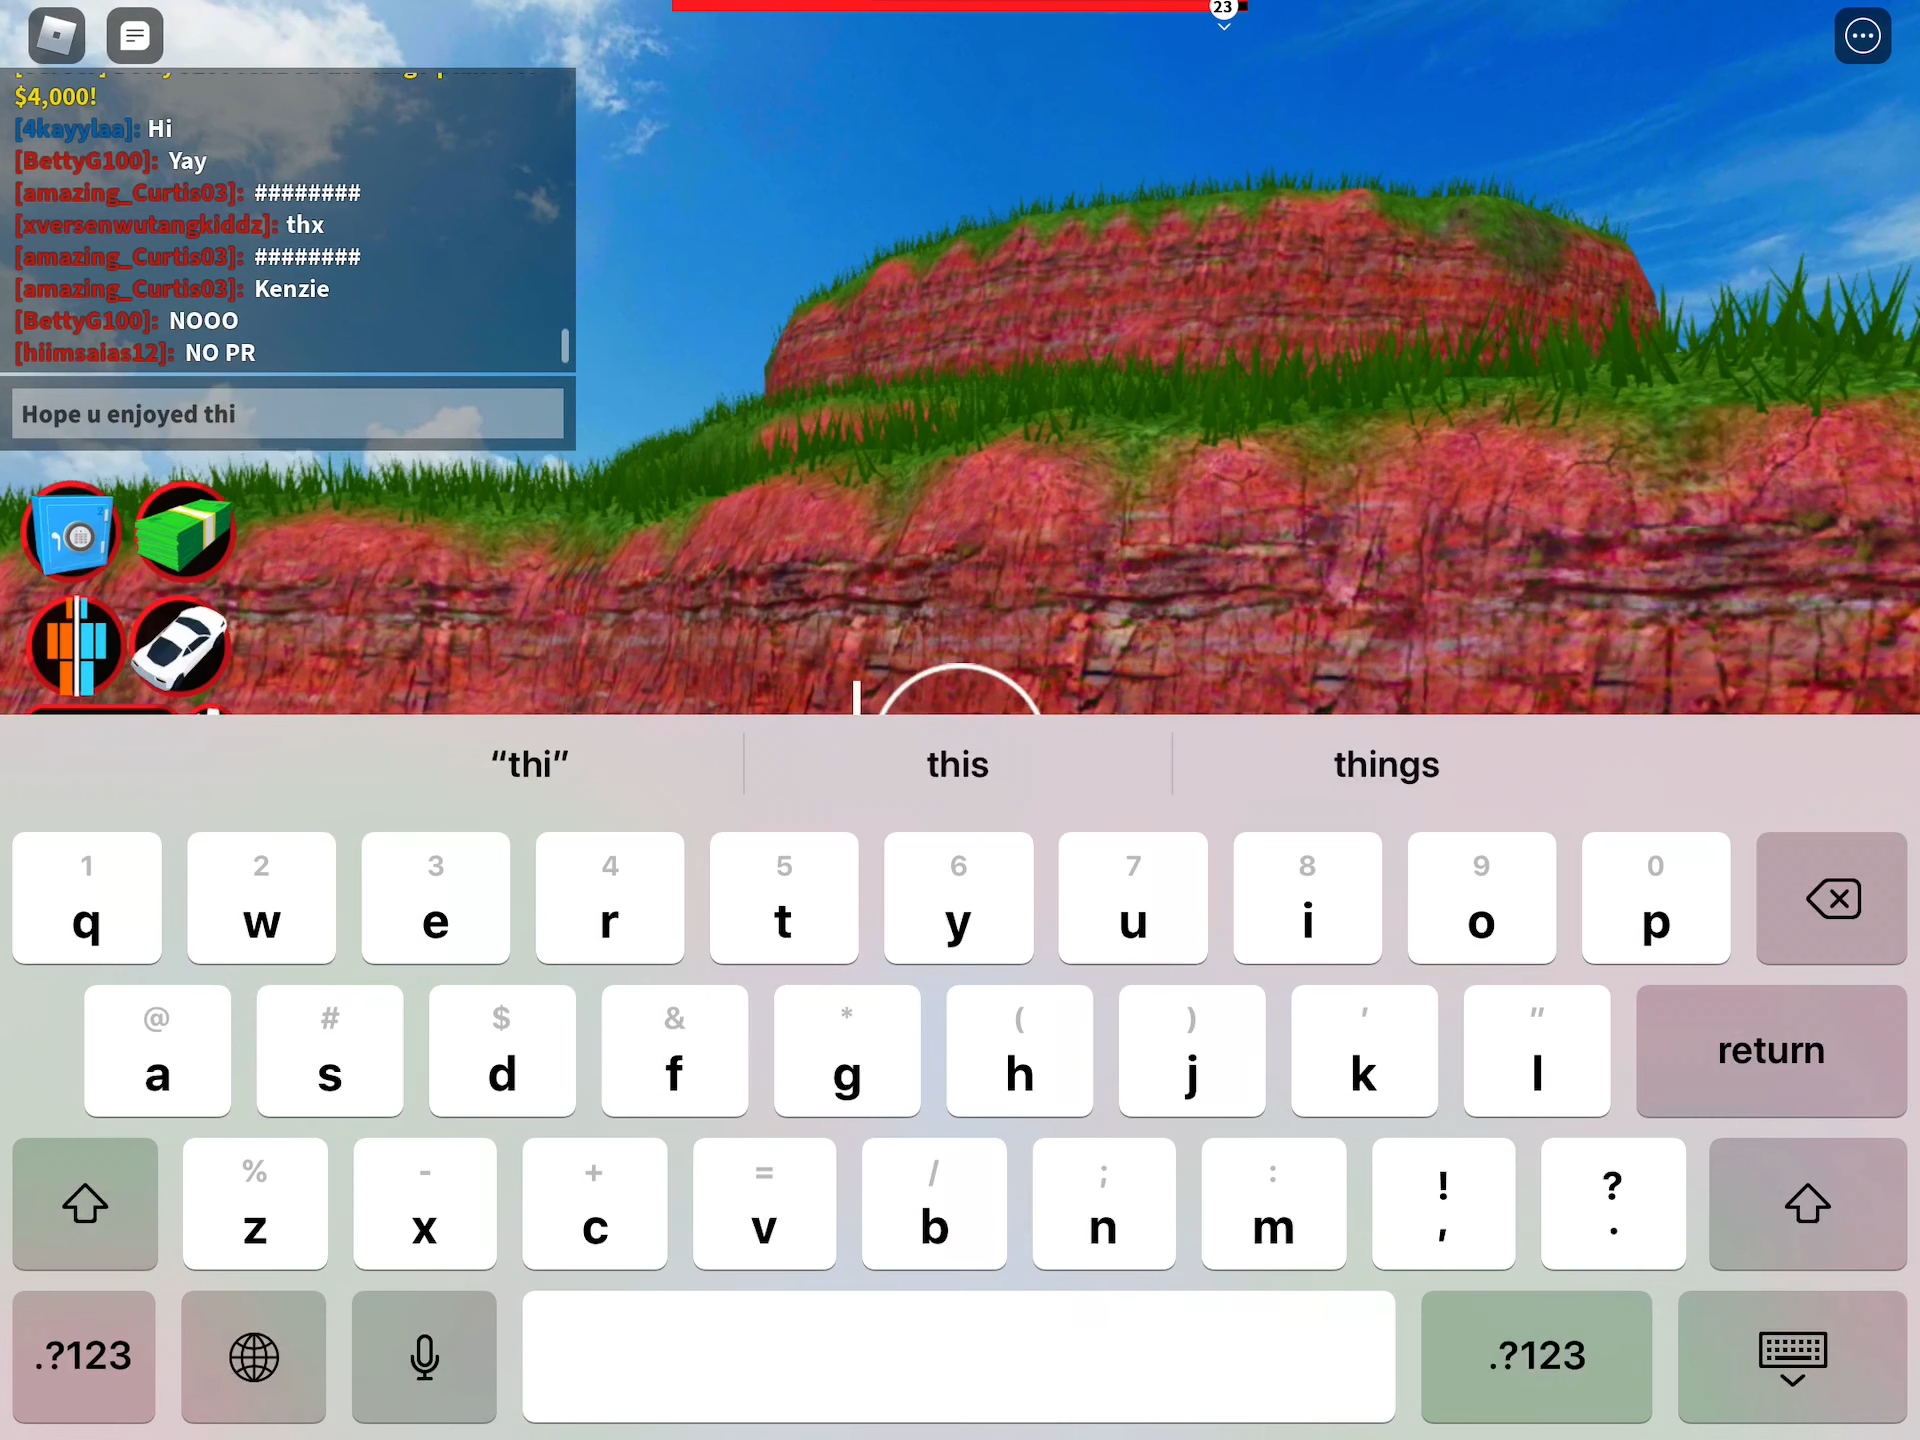 23
$4,000!
[4kayylaa]: Hi
[BettyG100]: Yay
[amazing_Curtis03]: ########
[xversenwutangkiddz]: thx
[amazing_Curtis03]: ########
[amazing_Curtis03]: Kenzie
[BettyG100]: NOOO
[hiimsaias12]: NO PR
Hope u enjoyed thi
“thi” this things
1 2 3 4 5 6 7 8 9 0
q w e r t y u i o p
@ # $ & * ( ) ' "
a s d f g h j k l return
% - + = / ; : ! ?
z x c v b n m , .
.?123 .?123